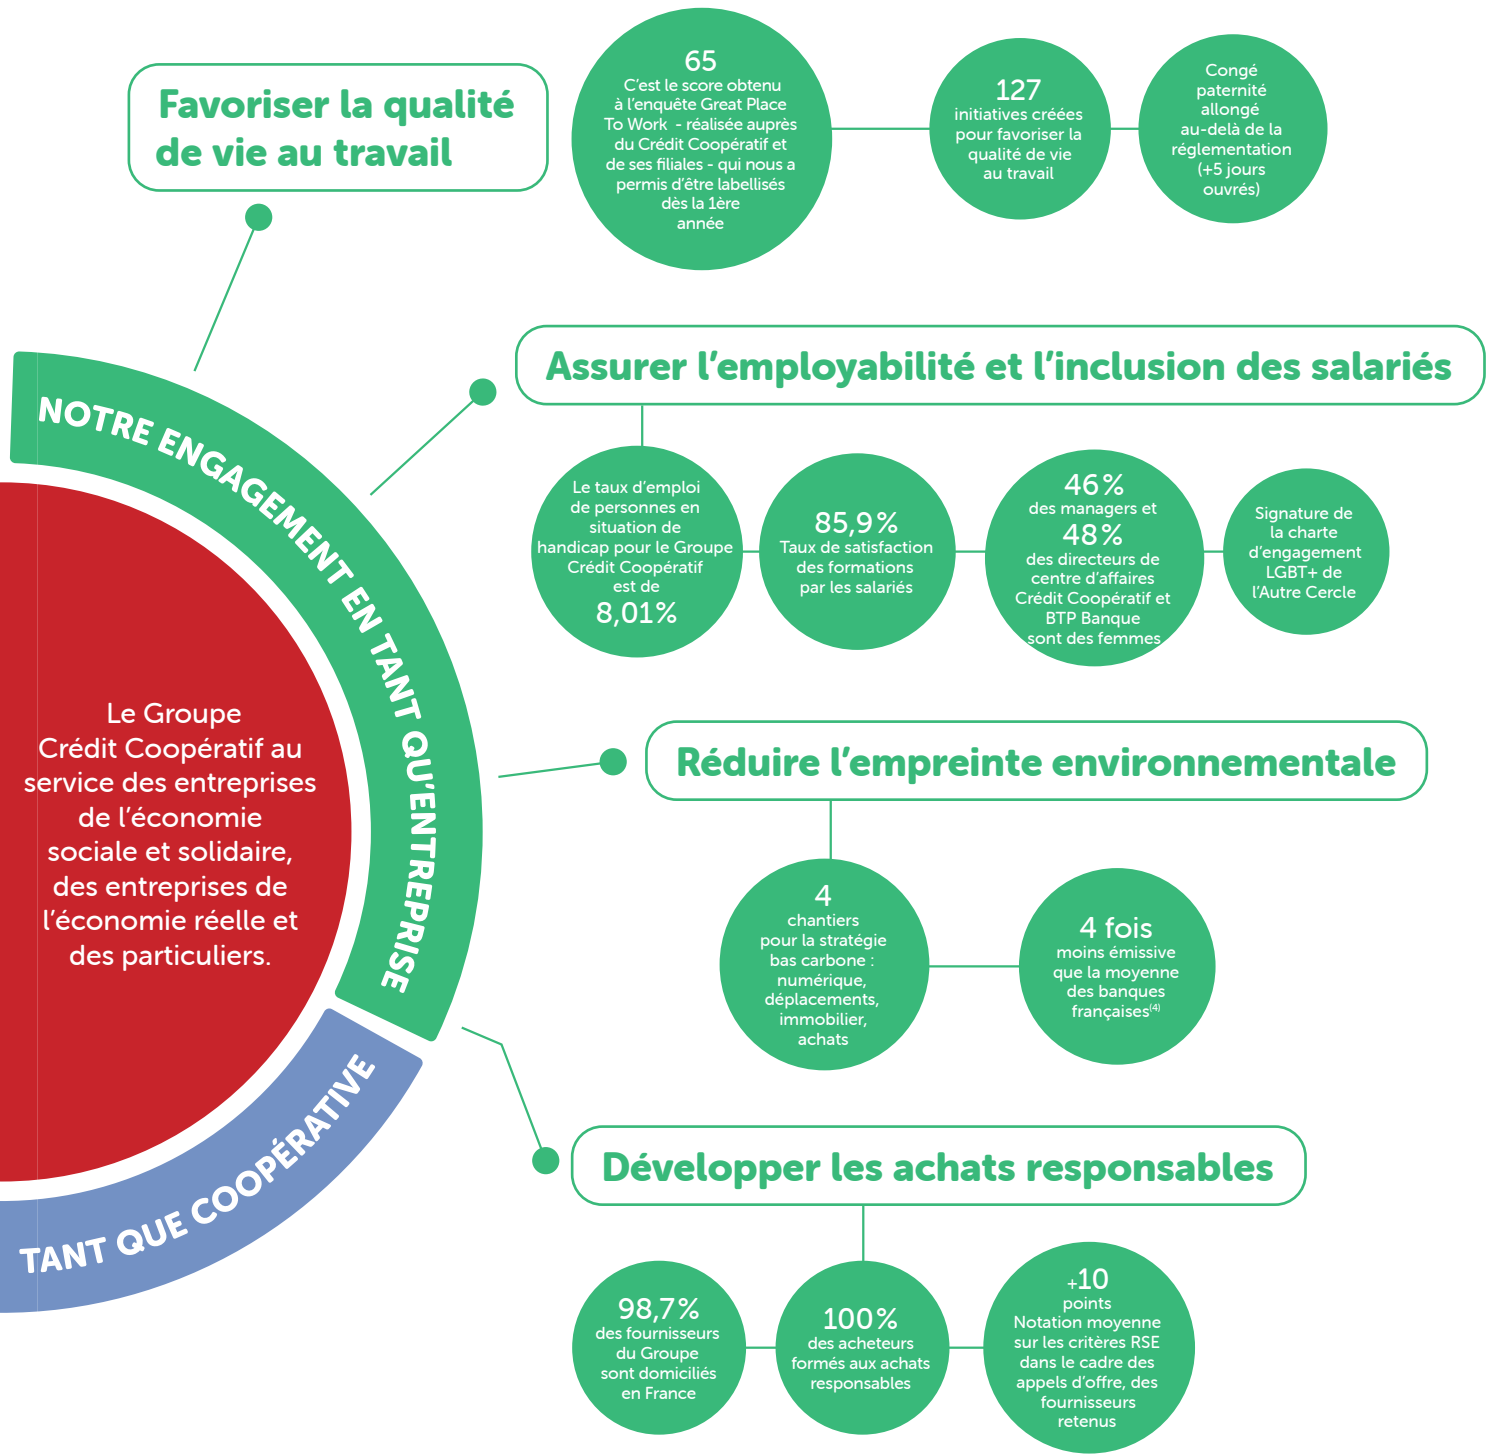 Favoriser la qualité
de vie au travail
65
C'est le score obtenu
à l'enquête Great Place
To Work - réalisée auprès
du Crédit Coopératif et
de ses filiales - qui nous a
permis d'être labellisés
dès la 1ère
année
127
initiatives créées
pour favoriser la
qualité de vie
au travail
Congé
paternité
allongé
au-delà de la
réglementation
(+5 jours
ouvrés)
Assurer l'employabilité et l'inclusion des salariés
Le taux d'emploi
de personnes en
situation de
handicap pour le Groupe
Crédit Coopératif
est de
8,01%
85,9%
Taux de satisfaction
des formations
par les salariés
46%
des managers et
48%
des directeurs de
centre d'affaires
Crédit Coopératif et
BTP Banque
sont des femmes
Signature de
la charte
d'engagement
LGBT+ de
l'Autre Cercle
NOTRE ENGAGEMENT EN TANT QU'ENTREPRISE
Le Groupe
Crédit Coopératif au
service des entreprises
de l'économie
sociale et solidaire,
des entreprises de
l'économie réelle et
des particuliers.
TANT QUE COOPÉRATIVE
Réduire l'empreinte environnementale
4
chantiers
pour la stratégie
bas carbone :
numérique,
déplacements,
immobilier,
achats
4 fois
moins émissive
que la moyenne
des banques
françaises(4)
Développer les achats responsables
98,7%
des fournisseurs
du Groupe
sont domiciliés
en France
100%
des acheteurs
formés aux achats
responsables
+10
points
Notation moyenne
sur les critères RSE
dans le cadre des
appels d'offre, des
fournisseurs
retenus